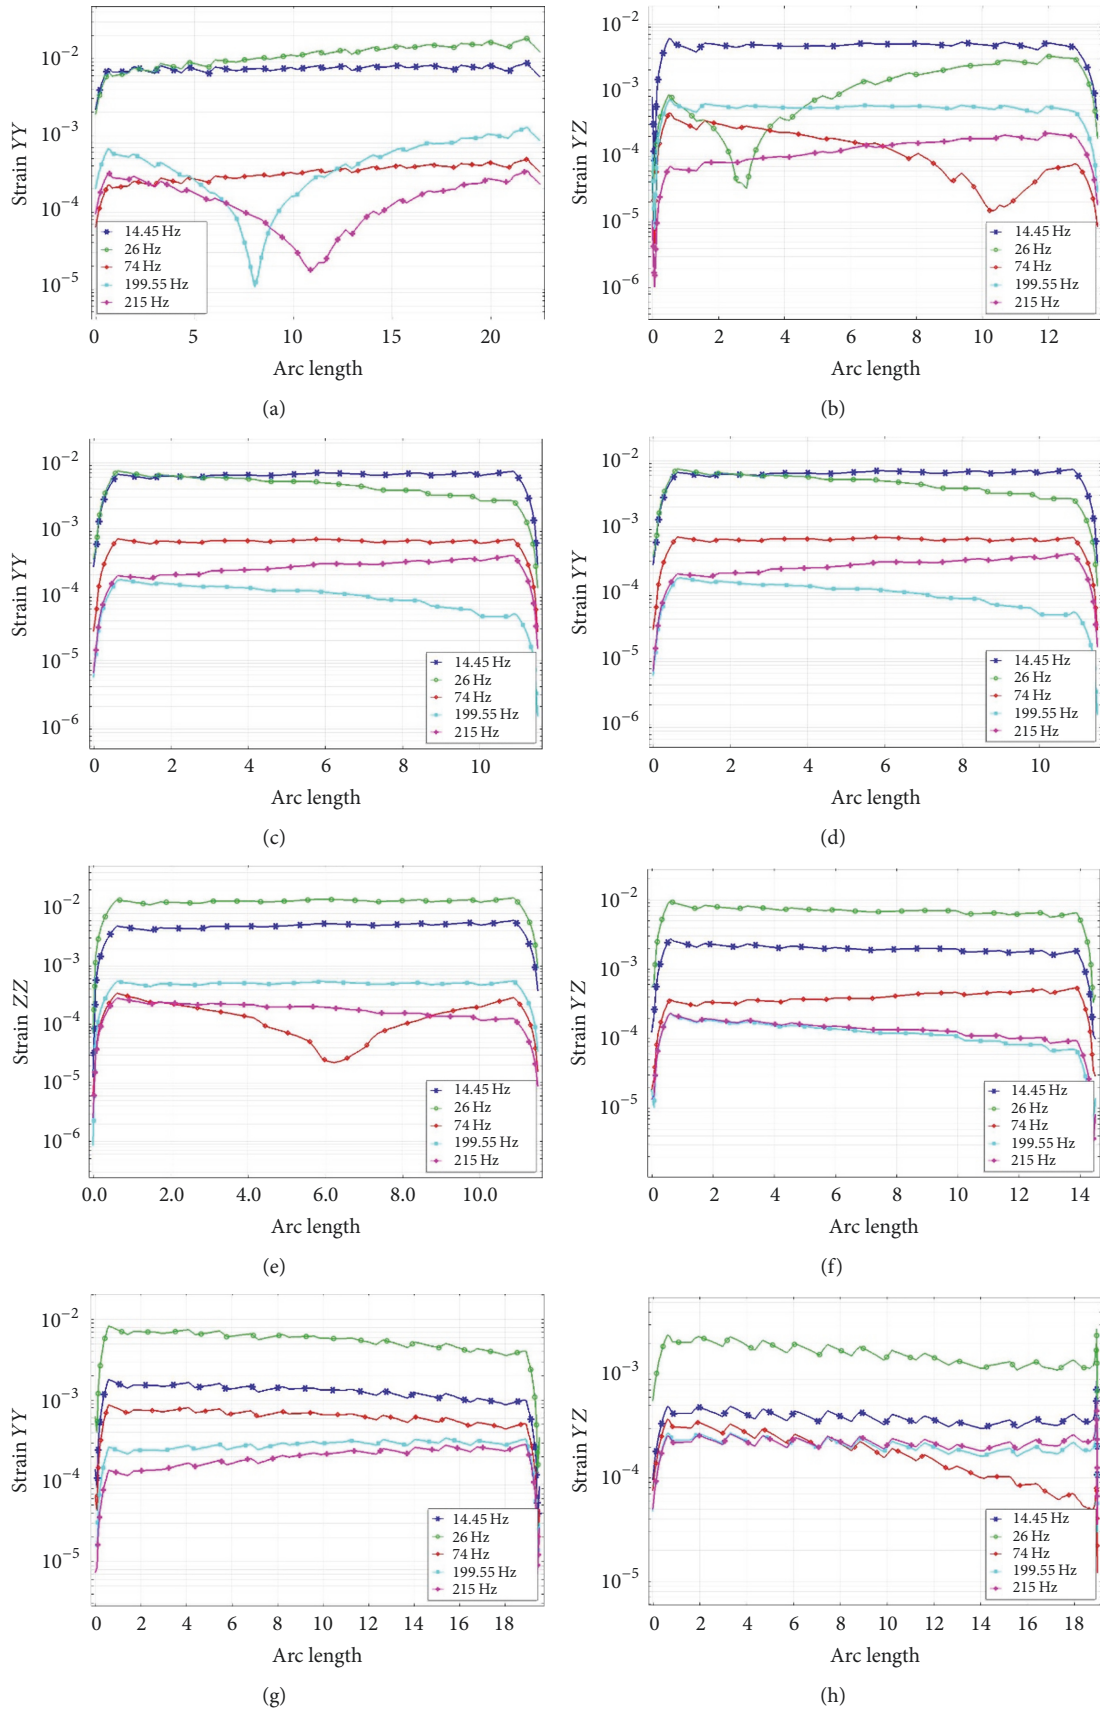 10^-2
10^-3
10^-4
10^-5
Strain YY
14.45 Hz
26 Hz
74 Hz
199.55 Hz
215 Hz
0 5 10 15 20
Arc length
(a)
10^-2
10^-3
10^-4
10^-5
10^-6
Strain YZ
14.45 Hz
26 Hz
74 Hz
199.55 Hz
215 Hz
0 2 4 6 8 10 12
Arc length
(b)
10^-2
10^-3
10^-4
10^-5
10^-6
Strain YY
14.45 Hz
26 Hz
74 Hz
199.55 Hz
215 Hz
0 2 4 6 8 10
Arc length
(c)
10^-2
10^-3
10^-4
10^-5
10^-6
Strain YY
14.45 Hz
26 Hz
74 Hz
199.55 Hz
215 Hz
0 2 4 6 8 10
Arc length
(d)
10^-2
10^-3
10^-4
10^-5
10^-6
Strain ZZ
14.45 Hz
26 Hz
74 Hz
199.55 Hz
215 Hz
0.0 2.0 4.0 6.0 8.0 10.0
Arc length
(e)
10^-2
10^-3
10^-4
10^-5
Strain YZ
14.45 Hz
26 Hz
74 Hz
199.55 Hz
215 Hz
0 2 4 6 8 10 12 14
Arc length
(f)
10^-2
10^-3
10^-4
10^-5
Strain YY
14.45 Hz
26 Hz
74 Hz
199.55 Hz
215 Hz
0 2 4 6 8 10 12 14 16 18
Arc length
(g)
10^-3
10^-4
10^-5
Strain YZ
14.45 Hz
26 Hz
74 Hz
199.55 Hz
215 Hz
0 2 4 6 8 10 12 14 16 18
Arc length
(h)